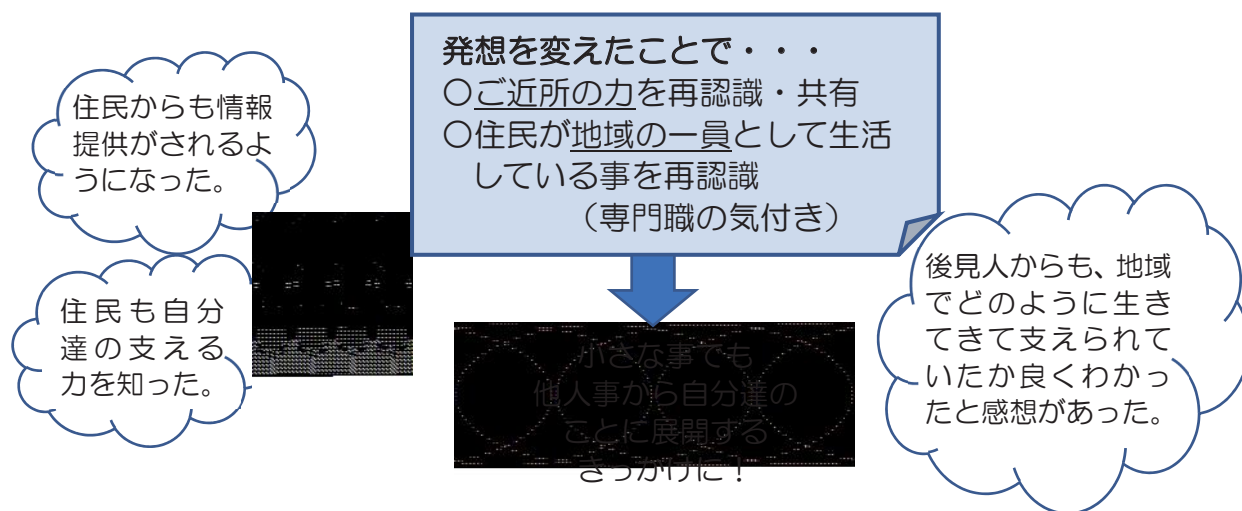 発想を変えたことで・・・
○ご近所の力を再認識・共有
○住民が地域の一員として生活
している事を再認識
（専門職の気付き）
住民からも情報
提供がされるよ
うになった。
住民も自分
達の支える
力を知った。
小さな事でも
他人事から自分達の
ことに展開する
きっかけに！
後見人からも、地域
でどのように生き
てきて支えられて
いたか良くわかっ
たと感想があった。